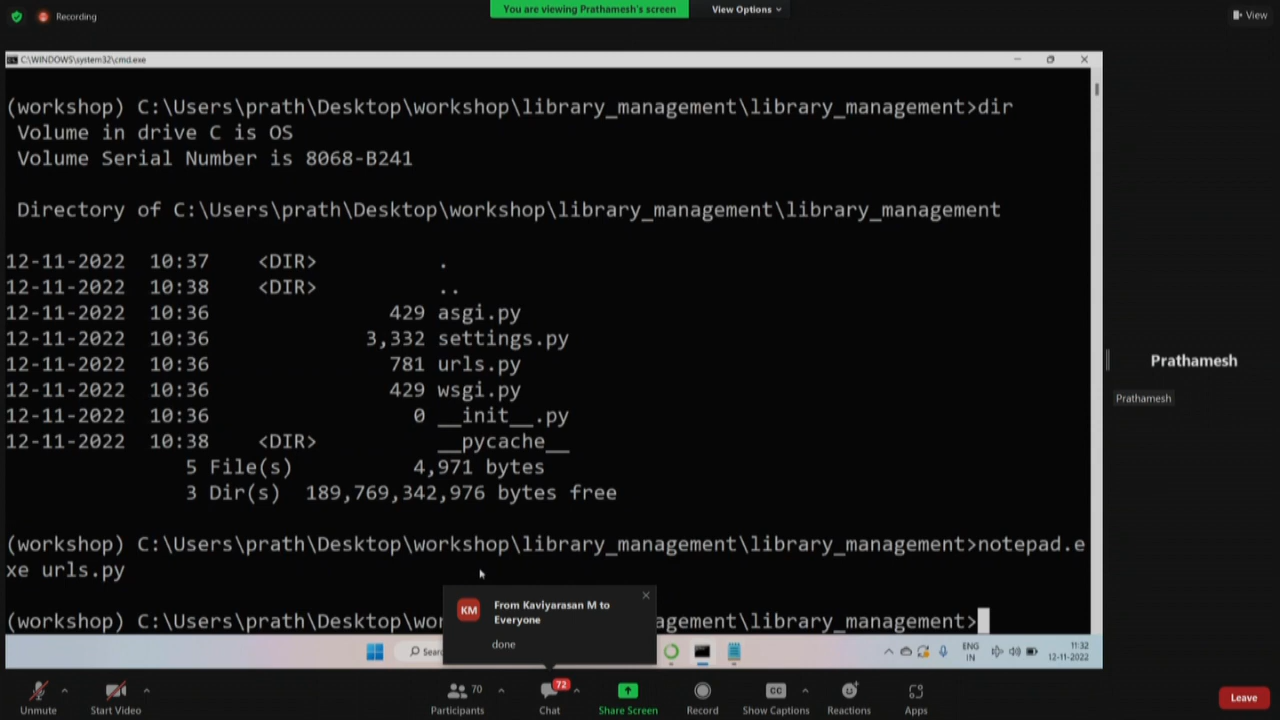 Recording
You are viewing Prathamesh's screen
View Options
View
C:\WINDOWS\system32\cmd.exe
(workshop) C:\Users\prath\Desktop\workshop\library_management\library_management>dir
Volume in drive C is OS
Volume Serial Number is 8068-B241
Directory of C:\Users\prath\Desktop\workshop\library_management\library_management
12-11-2022 10:37 <DIR> .
12-11-2022 10:38 <DIR> ..
12-11-2022 10:36 429 asgi.py
12-11-2022 10:36 3,332 settings.py
12-11-2022 10:36 781 urls.py
12-11-2022 10:36 429 wsgi.py
12-11-2022 10:36 0 __init__.py
12-11-2022 10:38 <DIR> __pycache__
5 File(s) 4,971 bytes
3 Dir(s) 189,769,342,976 bytes free
(workshop) C:\Users\prath\Desktop\workshop\library_management\library_management>notepad.e
xe urls.py
(workshop) C:\Users\prath\Desktop\wor
agement\library_management>
KM
From Kaviyarasan M to
Everyone
done
Sear
ENG
IN
11:32
12-11-2022
Prathamesh
Prathamesh
Unmute
Start Video
70
Participants
72
Chat
Share Screen
Record
CC
Show Captions
Reactions
Apps
Leave